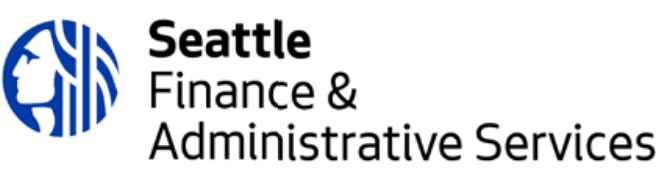 Seattle
Finance &
Administrative Services